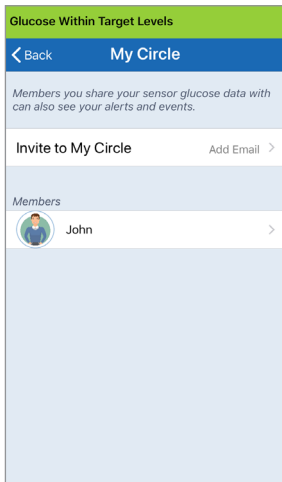 Glucose Within Target Levels
Back
My Circle
Members you share your sensor glucose data with
can also see your alerts and events.
Invite to My Circle
Add Email
Members
John